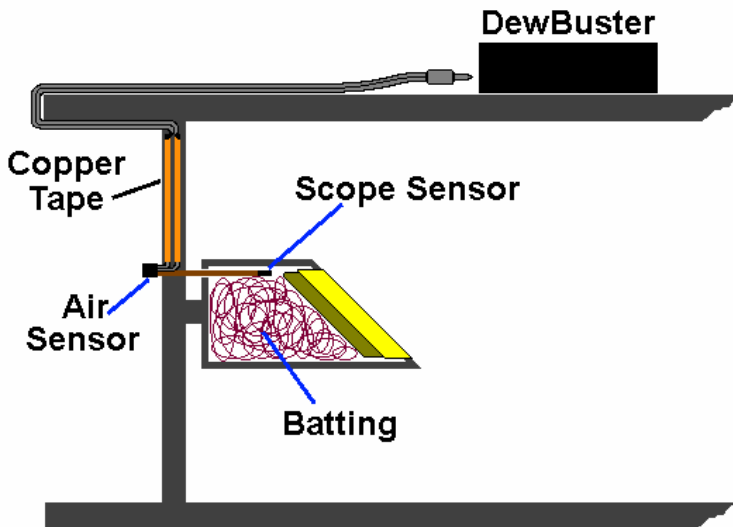 DewBuster
Copper
Tape
Scope Sensor
Air
Sensor
Batting